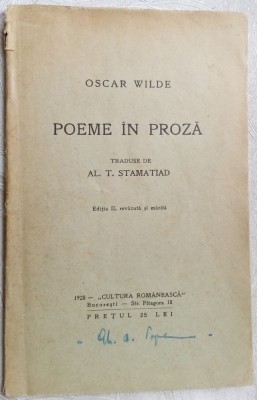 OSCAR WILDE
POEME ÎN PROZĂ
TRADUSE DE
AL. T. STAMATIAD
Ediția II, revăzută și mărită
1928 — „CULTURA ROMÂNEASCĂ”
București — Str. Pitagora 18
PREȚUL 25 LEI